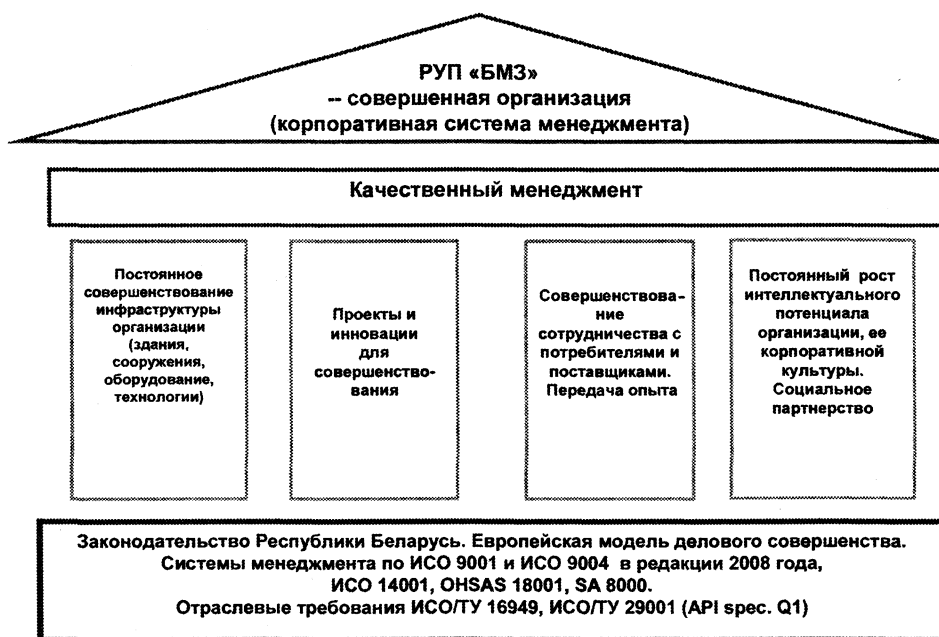 РУП «БМЗ»
-- совершенная организация
(корпоративная система менеджмента)
Качественный менеджмент
Постоянное
совершенствование
инфраструктуры
организации
(здания,
сооружения,
оборудование,
технологии)
Проекты и
инновации
для
совершенство-
вания
Совершенствова-
ние
сотрудничества с
потребителями и
поставщиками.
Передача опыта
Постоянный рост
интеллектуального
потенциала
организации, ее
корпоративной
культуры.
Социальное
партнерство
Законодательство Республики Беларусь. Европейская модель делового совершенства.
Системы менеджмента по ИСО 9001 и ИСО 9004 в редакции 2008 года,
ИСО 14001, OHSAS 18001, SA 8000.
Отраслевые требования ИСО/ТУ 16949, ИСО/ТУ 29001 (API spec. Q1)